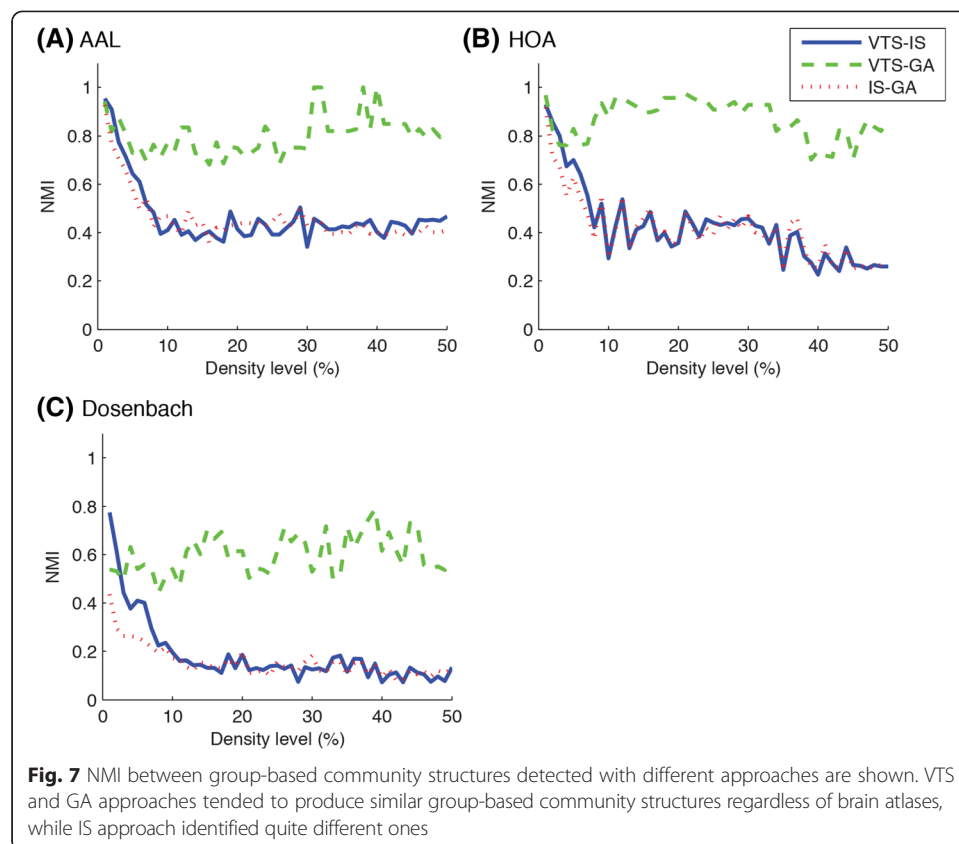 (A) AAL
NMI
1
0.8
0.6
0.4
0.2
0
0 10 20 30 40 50
Density level (%)
(B) HOA
VTS-IS
VTS-GA
IS-GA
NMI
1
0.8
0.6
0.4
0.2
0
0 10 20 30 40 50
Density level (%)
(C) Dosenbach
NMI
1
0.8
0.6
0.4
0.2
0
0 10 20 30 40 50
Density level (%)
Fig. 7 NMI between group-based community structures detected with different approaches are shown. VTS
and GA approaches tended to produce similar group-based community structures regardless of brain atlases,
while IS approach identified quite different ones